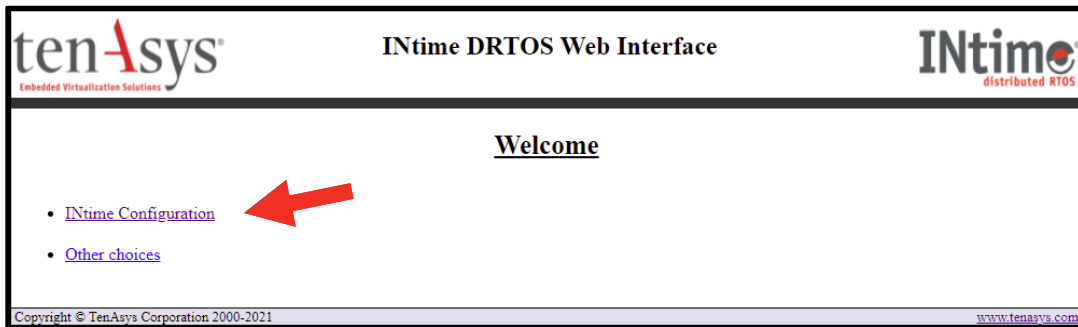 tenAsys
Embedded Virtualization Solutions
INtime DRTOS Web Interface
INtime
distributed RTOS
Welcome
INtime Configuration
Other choices
Copyright © TenAsys Corporation 2000-2021
www.tenasys.com